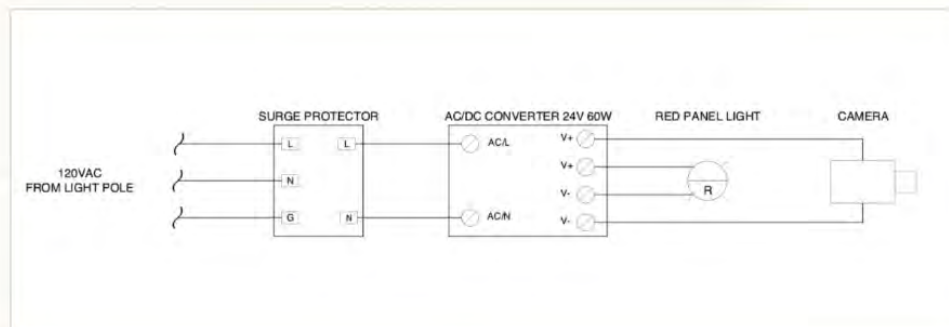 SURGE PROTECTOR
AC/DC CONVERTER 24V 60W
RED PANEL LIGHT
CAMERA
120VAC
FROM LIGHT POLE
L
L
N
G
N
AC/L
AC/N
V+
V+
V-
V-
R